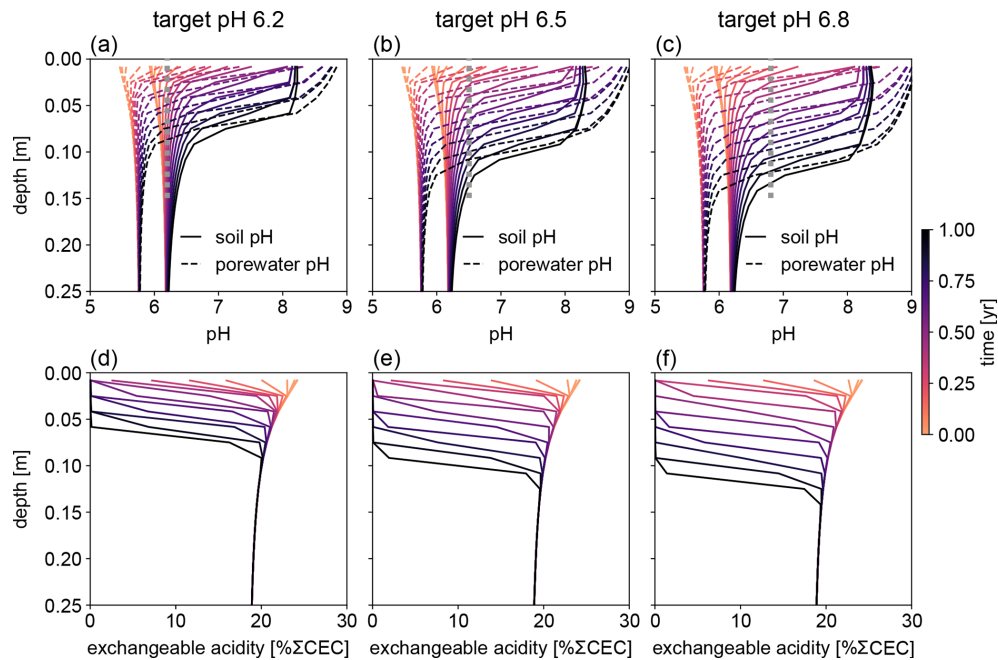 target pH 6.2 target pH 6.5 target pH 6.8
(a) (b) (c)
0.00
0.05
0.10
0.15
0.20
0.25
depth [m]
soil pH
porewater pH
soil pH
porewater pH
soil pH
porewater pH
5 6 7 8 9
5 6 7 8 9
5 6 7 8 9
pH pH pH
1.00
0.75
0.50
0.25
0.00
time [yr]
(d) (e) (f)
0.00
0.05
0.10
0.15
0.20
0.25
depth [m]
0 10 20 30
0 10 20 30
0 10 20 30
exchangeable acidity [%ΣCEC] exchangeable acidity [%ΣCEC] exchangeable acidity [%ΣCEC]